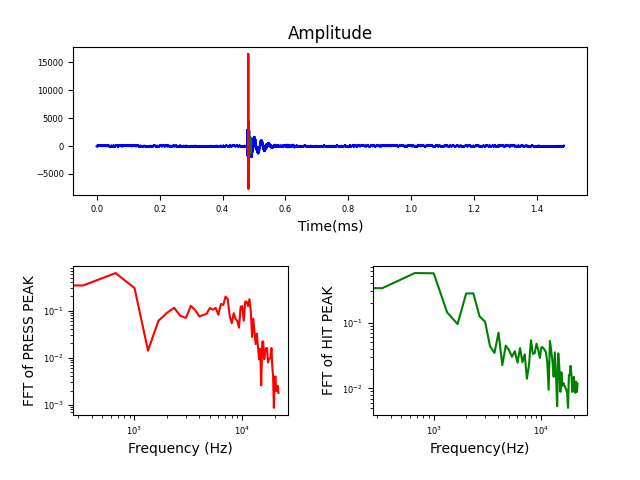 Amplitude
15000
10000
5000
0
−5000
0.0 0.2 0.4 0.6 0.8 1.0 1.2 1.4
Time(ms)
FFT of PRESS PEAK
10⁻¹
10⁻²
10⁻³
10³ 10⁴
Frequency (Hz)
FFT of HIT PEAK
10⁻¹
10⁻²
10³ 10⁴
Frequency(Hz)